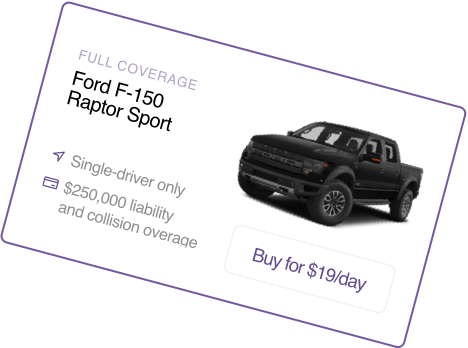 FULL COVERAGE
Ford F-150
Raptor Sport
Single-driver only
$250,000 liability
and collision overage
Buy for $19/day